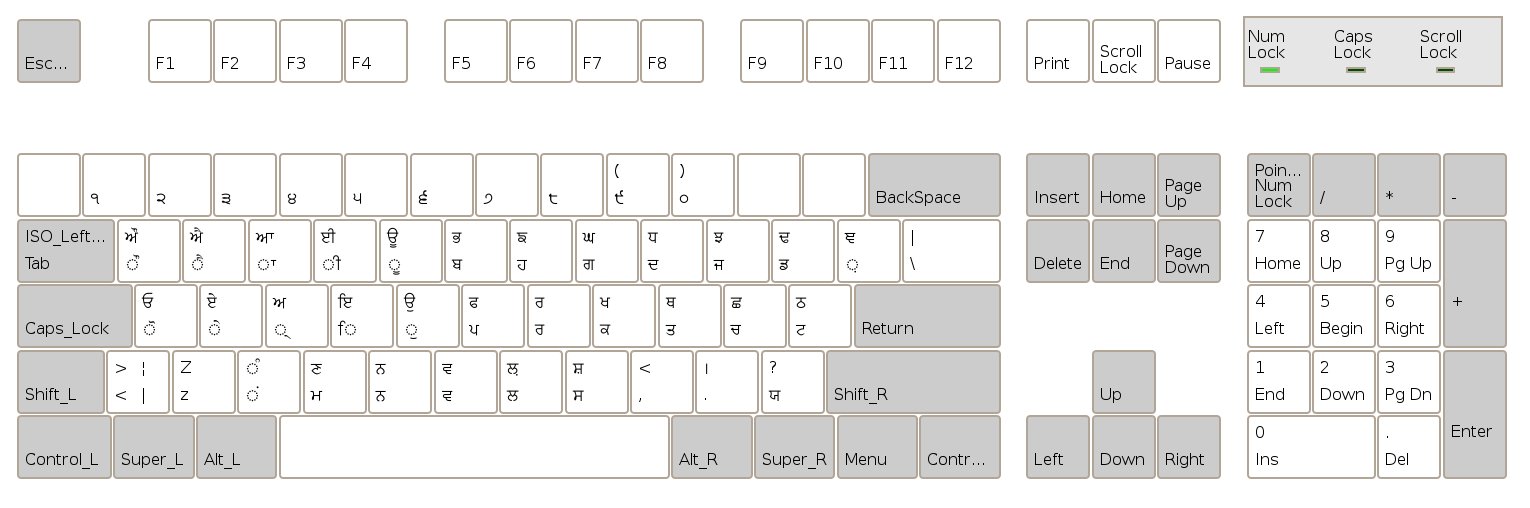 Esc... F1 F2 F3 F4 F5 F6 F7 F8 F9 F10 F11 F12 Print Scroll Lock Pause Num Lock Caps Lock Scroll Lock
( )
੧ ੨ ੩ ੪ ੫ ੬ ੭ ੮ ੯ ੦ BackSpace Insert Home Page Up Poin... Num Lock / * -
ISO_Left... ਔ ਐ ਆ ਈ ਊ ਭ ਙ ਘ ਧ ਝ ਢ ਞ | 7 8 9
Tab ੌ ੈ ਾ ੀ ੂ ਬ ਹ ਗ ਦ ਜ ਡ ਼ \ Delete End Page Down Home Up Pg Up
ਓ ਏ ਅ ਇ ਉ ਫ ਰ ਖ ਥ ਛ ਠ 4 5 6 +
Caps_Lock ੋ ੇ ੍ ਿ ੁ ਪ ਰ ਕ ਤ ਚ ਟ Return Left Begin Right
> ¦ Z ੰ ਣ ਨ ਵ ਲ਼ ਸ਼ < । ? 1 2 3
Shift_L < | z ਂ ਮ ਨ ਵ ਲ ਸ , . ਯ Shift_R Up End Down Pg Dn
0 . Enter
Control_L Super_L Alt_L Alt_R Super_R Menu Contr... Left Down Right Ins Del